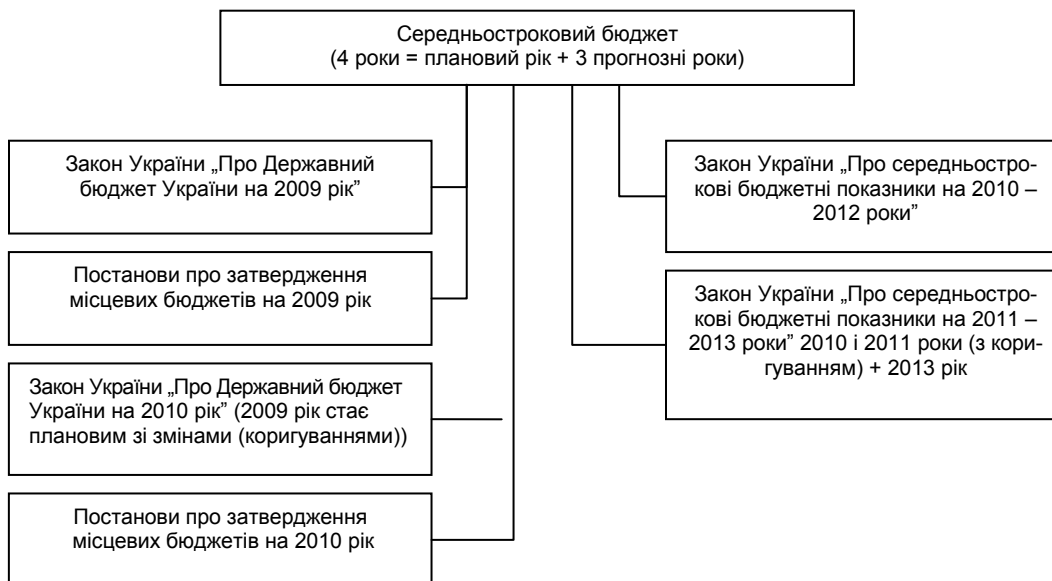 Середньостроковий бюджет
(4 роки = плановий рік + 3 прогнозні роки)
Закон України „Про Державний
бюджет України на 2009 рік”
Постанови про затвердження
місцевих бюджетів на 2009 рік
Закон України „Про Державний бюджет
України на 2010 рік” (2009 рік стає
плановим зі змінами (коригуваннями))
Постанови про затвердження
місцевих бюджетів на 2010 рік
Закон України „Про середньостро-
кові бюджетні показники на 2010 –
2012 роки”
Закон України „Про середньостро-
кові бюджетні показники на 2011 –
2013 роки” 2010 і 2011 роки (з кори-
гуванням) + 2013 рік